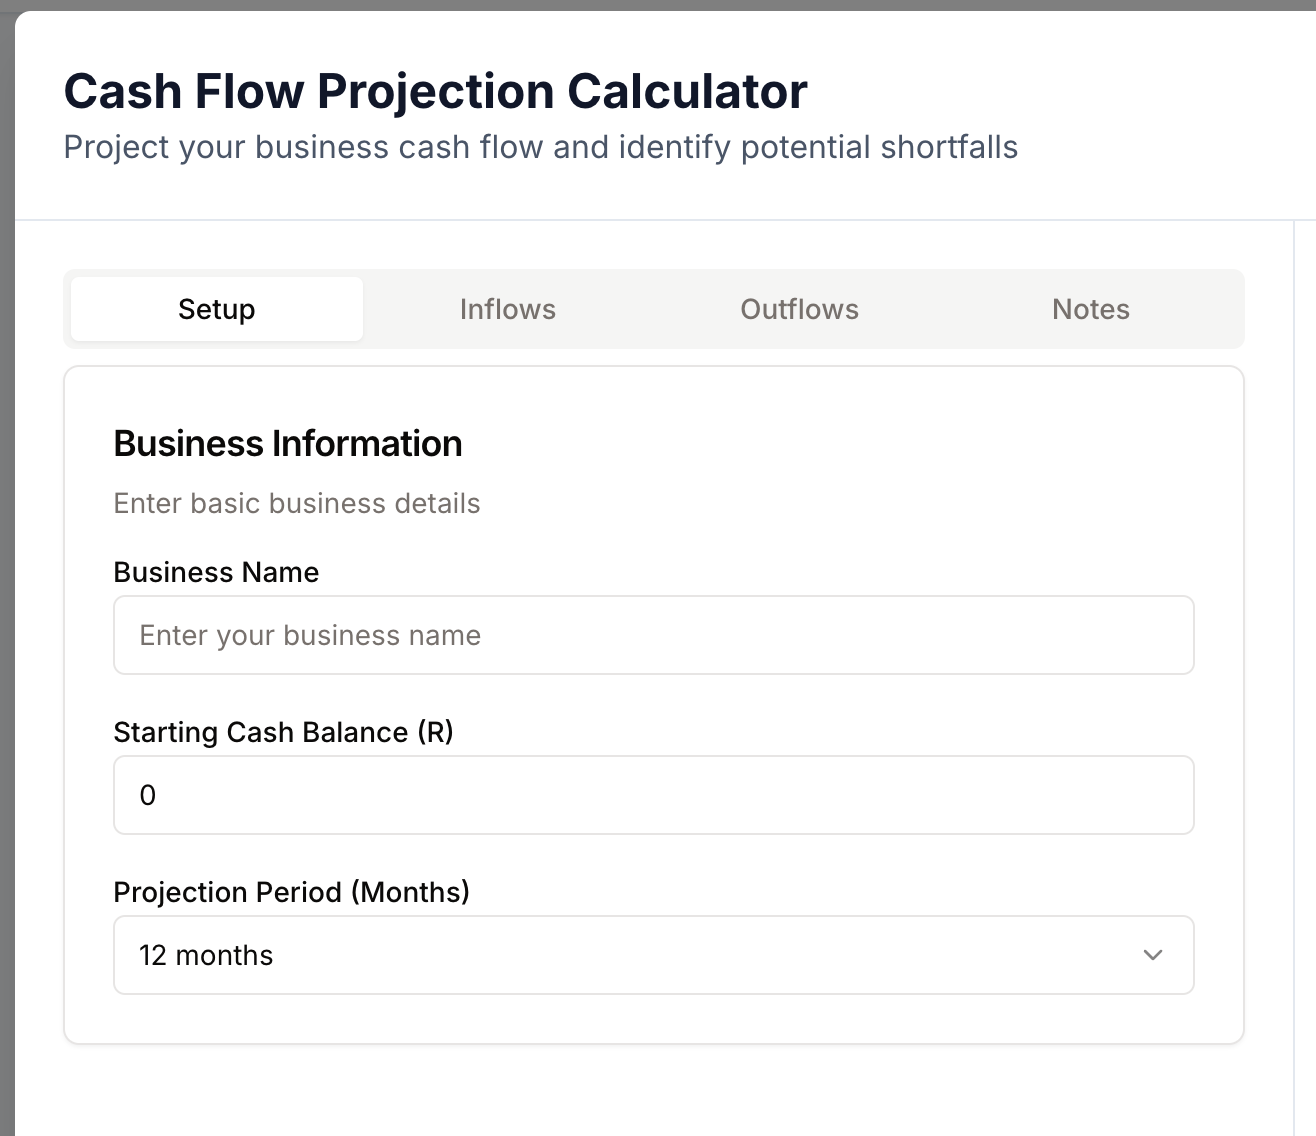 Cash Flow Projection Calculator
Project your business cash flow and identify potential shortfalls
Setup
Inflows
Outflows
Notes
Business Information
Enter basic business details
Business Name
Enter your business name
Starting Cash Balance (R)
0
Projection Period (Months)
12 months